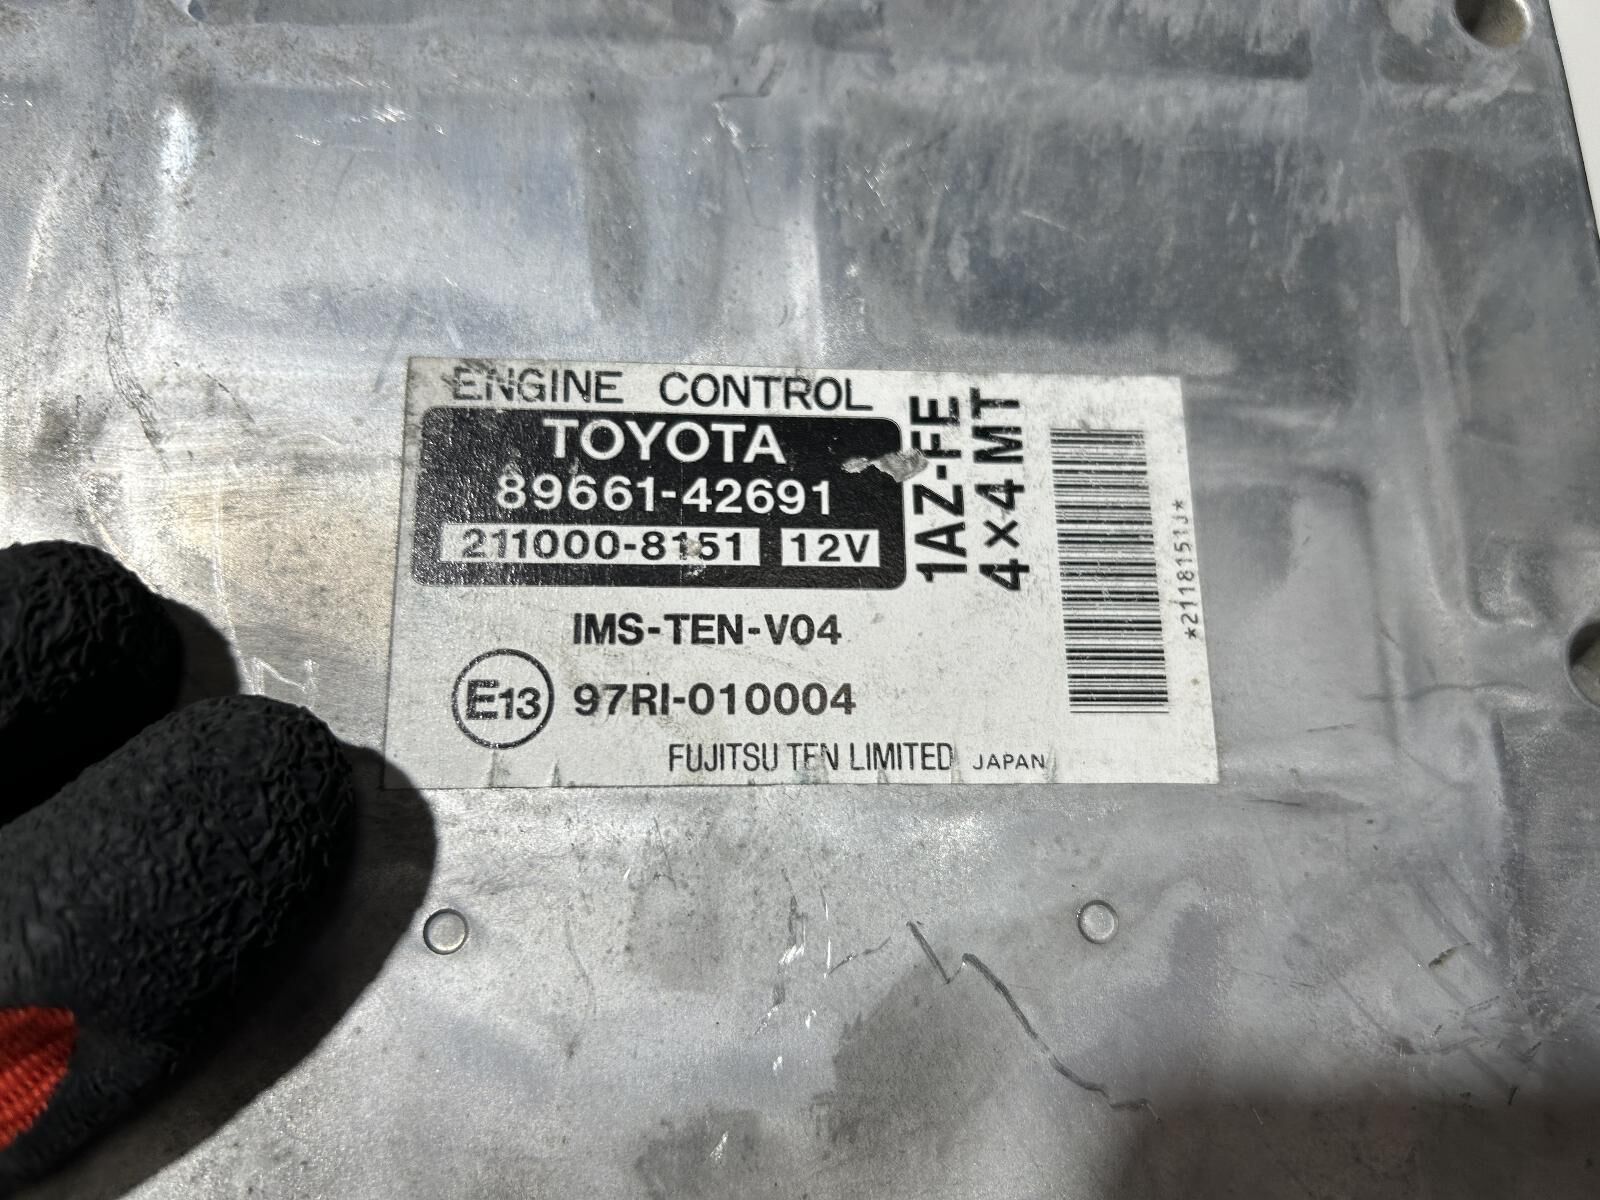 ENGINE CONTROL
TOYOTA
89661-42691
211000-8151 12V
1AZ-FE
4×4 MT
IMS-TEN-V04
E13 97RI-010004
FUJITSU TEN LIMITED JAPAN
*2118151J*